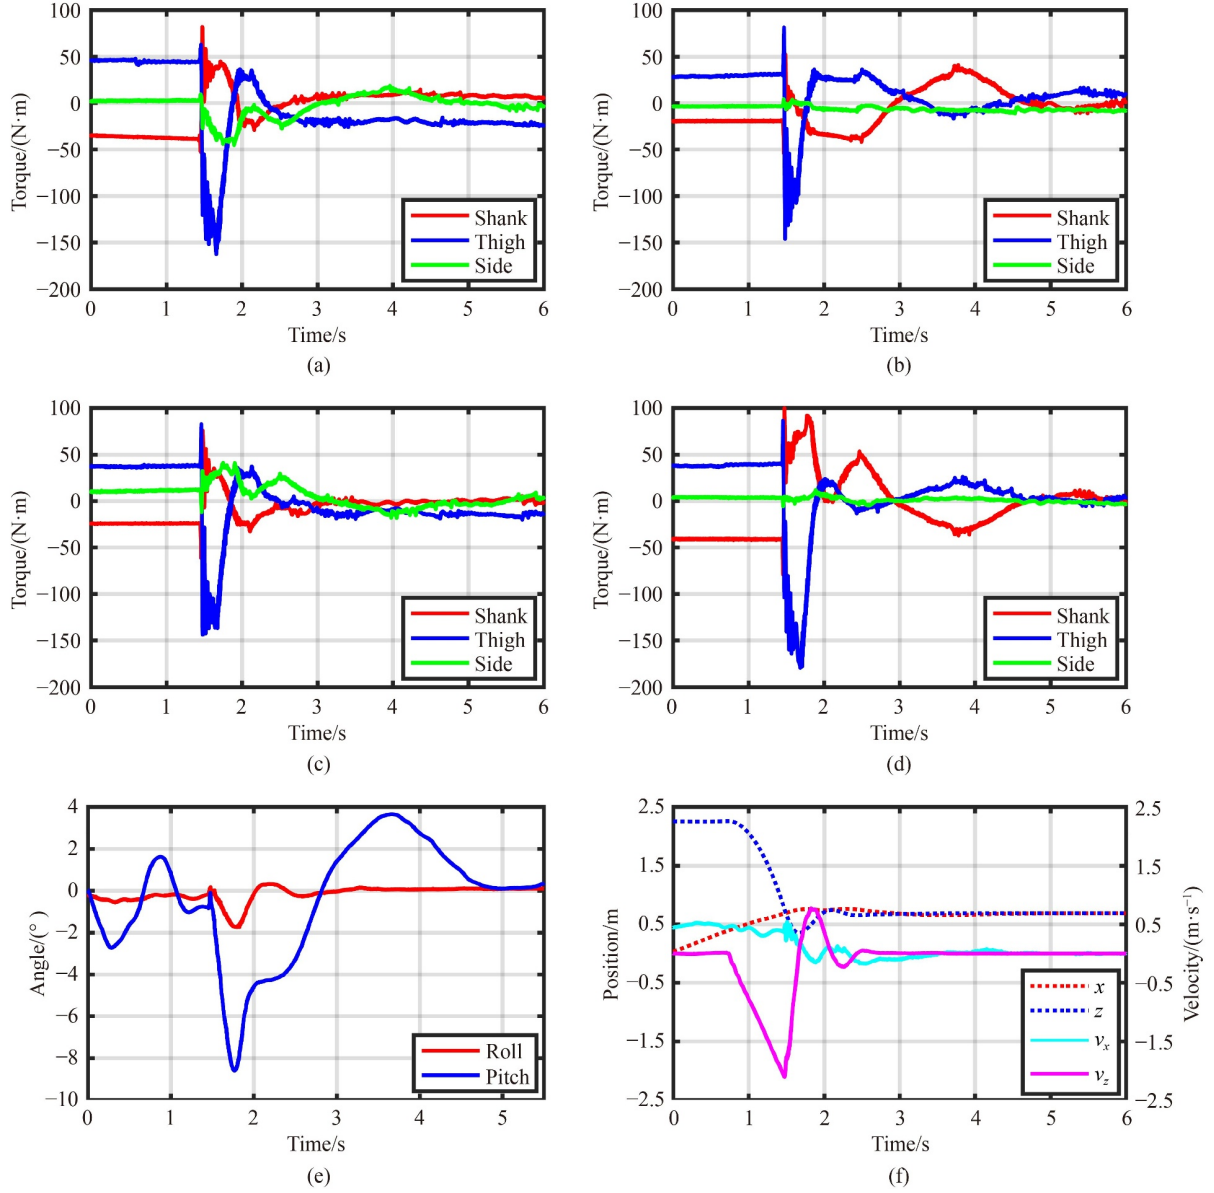 100
50
0
−50
−100
−150
−200
Torque/(N·m)
Shank
Thigh
Side
0 1 2 3 4 5 6
Time/s
(a)
100
50
0
−50
−100
−150
−200
Torque/(N·m)
Shank
Thigh
Side
0 1 2 3 4 5 6
Time/s
(b)
100
50
0
−50
−100
−150
−200
Torque/(N·m)
Shank
Thigh
Side
0 1 2 3 4 5 6
Time/s
(c)
100
50
0
−50
−100
−150
−200
Torque/(N·m)
Shank
Thigh
Side
0 1 2 3 4 5 6
Time/s
(d)
4
2
0
−2
−4
−6
−8
−10
Angle/(°)
Roll
Pitch
0 1 2 3 4 5
Time/s
(e)
2.5
1.5
0.5
−0.5
−1.5
−2.5
Position/m
x
z
vx
vz
2.5
1.5
0.5
−0.5
−1.5
−2.5
Velocity/(m·s⁻¹)
0 1 2 3 4 5 6
Time/s
(f)